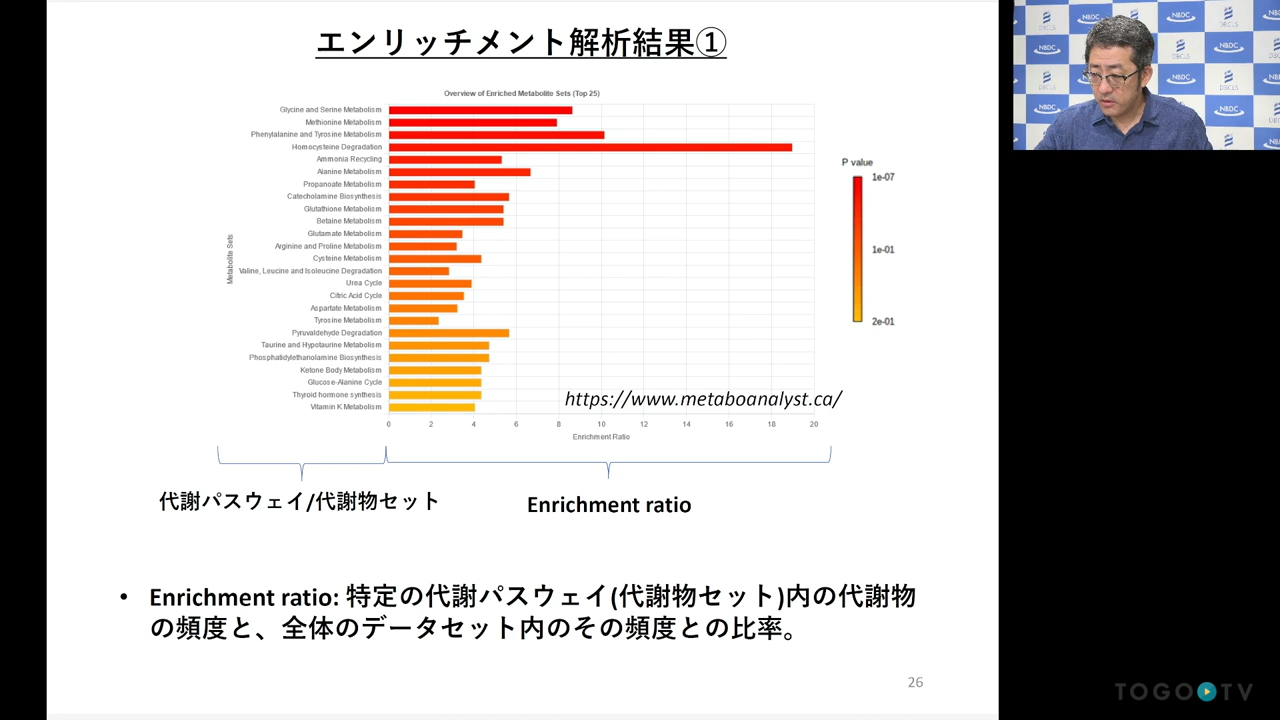 エンリッチメント解析結果①
Overview of Enriched Metabolite Sets (Top 25)
Glycine and Serine Metabolism
Methionine Metabolism
Phenylalanine and Tyrosine Metabolism
Homocysteine Degradation
Ammonia Recycling
Alanine Metabolism
Propanoate Metabolism
Catecholamine Biosynthesis
Glutathione Metabolism
Betaine Metabolism
Glutamate Metabolism
Arginine and Proline Metabolism
Cysteine Metabolism
Valine, Leucine and Isoleucine Degradation
Urea Cycle
Citric Acid Cycle
Aspartate Metabolism
Tyrosine Metabolism
Pyruvaldehyde Degradation
Taurine and Hypotaurine Metabolism
Phosphatidylethanolamine Biosynthesis
Ketone Body Metabolism
Glucose-Alanine Cycle
Thyroid hormone synthesis
Vitamin K Metabolism
Metabolite Sets
0 2 4 6 8 10 12 14 16 18 20
Enrichment Ratio
P value
1e-07
1e-01
2e-01
https://www.metaboanalyst.ca/
代謝パスウェイ/代謝物セット
Enrichment ratio
• Enrichment ratio: 特定の代謝パスウェイ(代謝物セット)内の代謝物
の頻度と、全体のデータセット内のその頻度との比率。
26
NBDC
DBCLS
TOGO TV